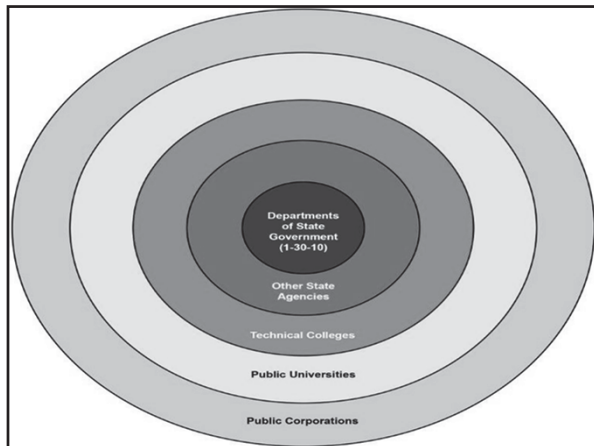 Departments
of State
Government
(1-30-10)
Other State
Agencies
Technical Colleges
Public Universities
Public Corporations